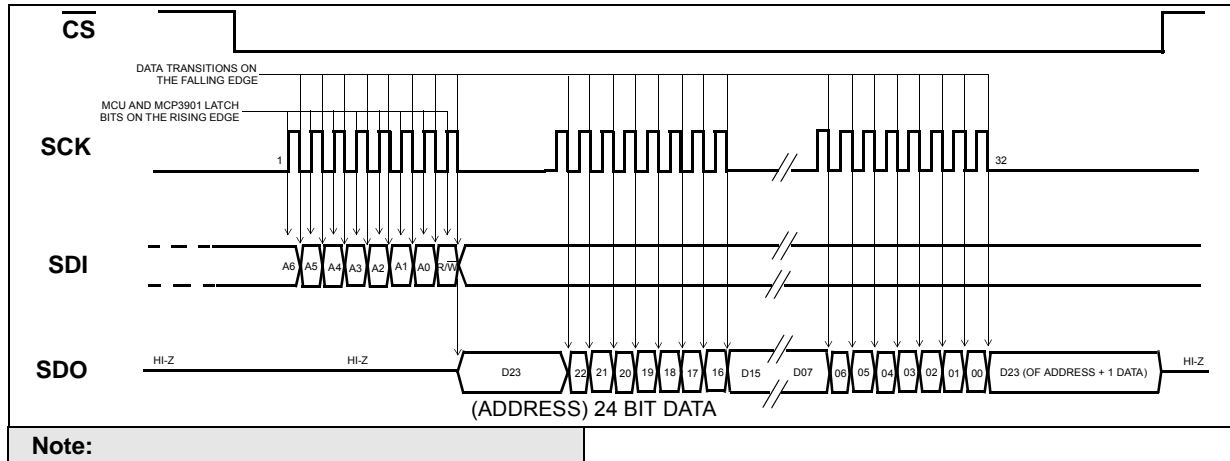 CS
DATA TRANSITIONS ON
THE FALLING EDGE
MCU AND MCP3901 LATCH
BITS ON THE RISING EDGE
SCK
1
32
SDI
A6 A5 A4 A3 A2 A1 A0 R/W
SDO
HI-Z HI-Z D23 22 21 20 19 18 17 16 D15 D07 06 05 04 03 02 01 00 D23 (OF ADDRESS + 1 DATA) HI-Z
(ADDRESS) 24 BIT DATA
Note: